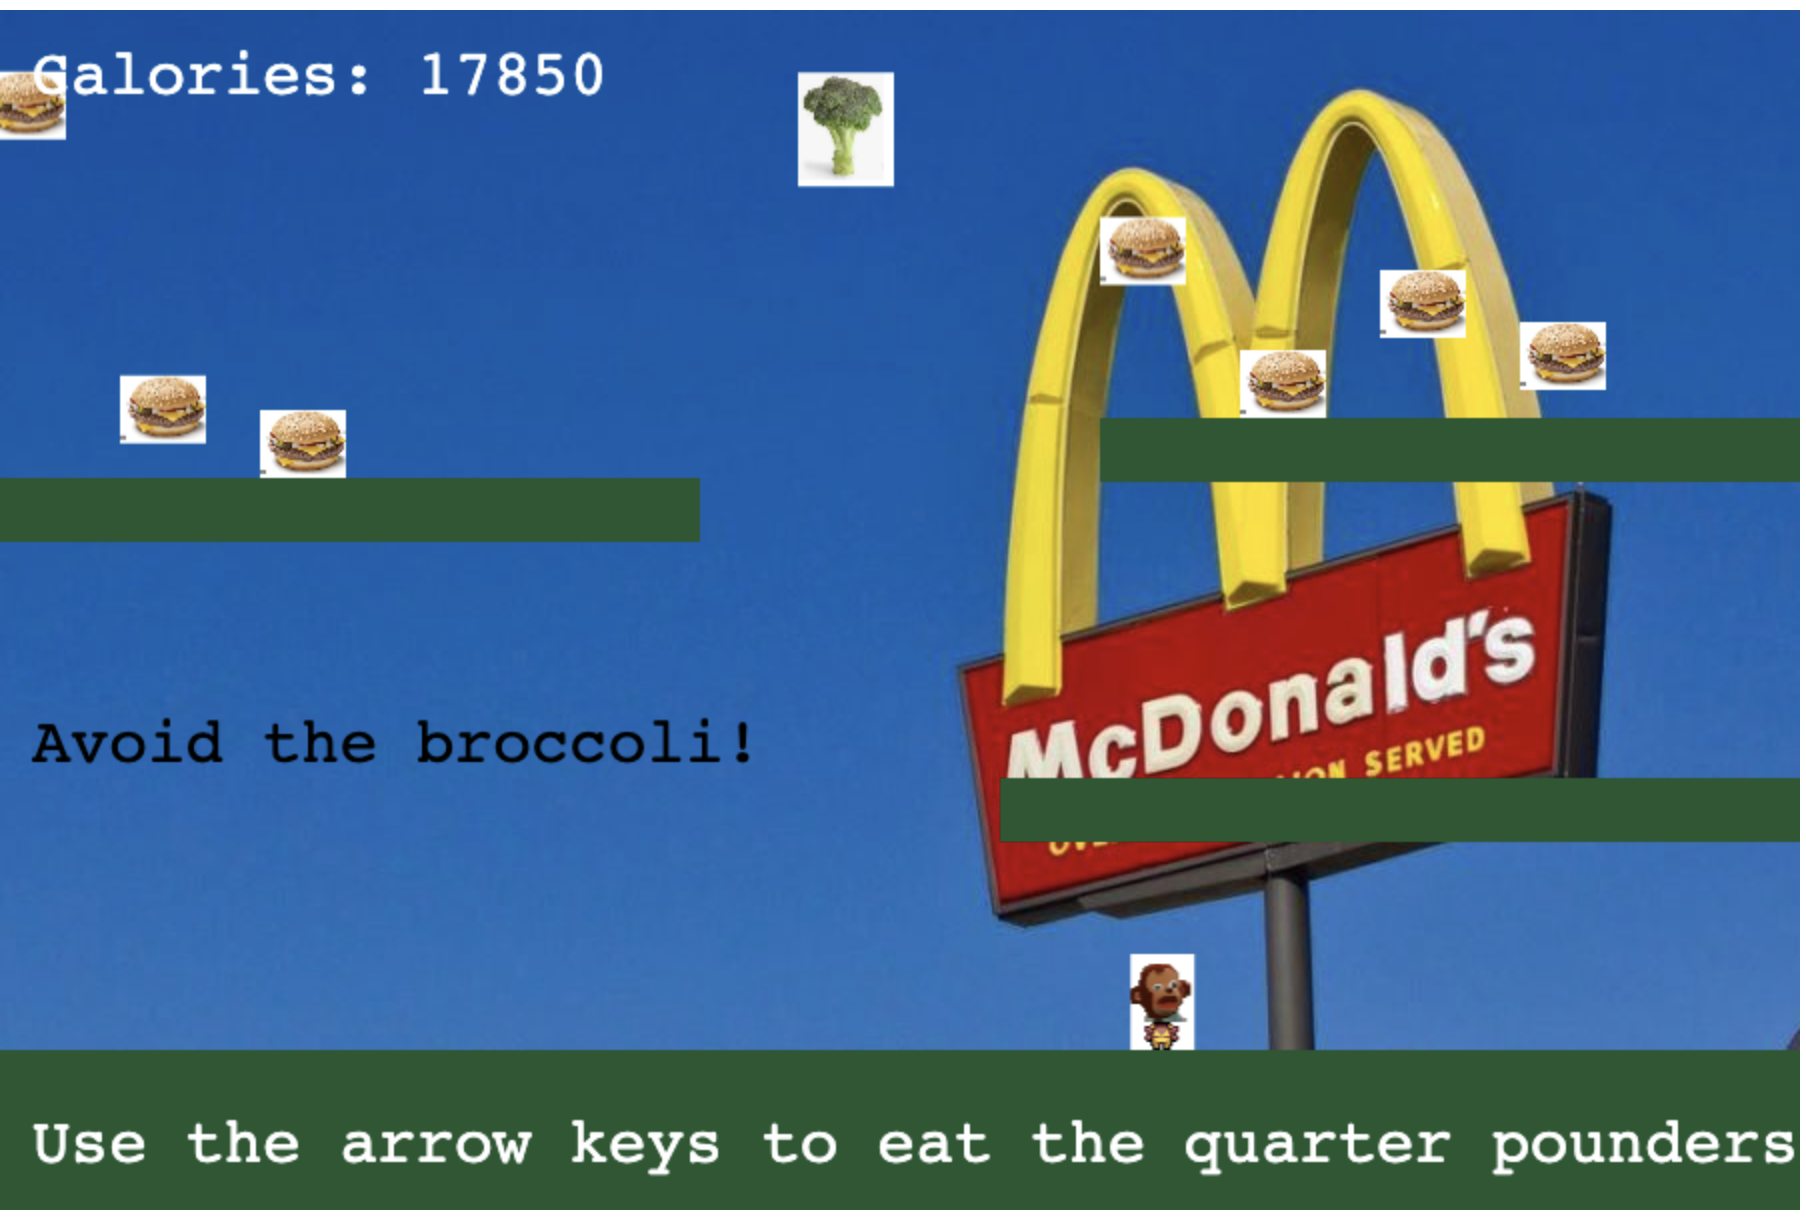 Calories: 17850
McDonald's
SERVED
Avoid the broccoli!
Use the arrow keys to eat the quarter pounders